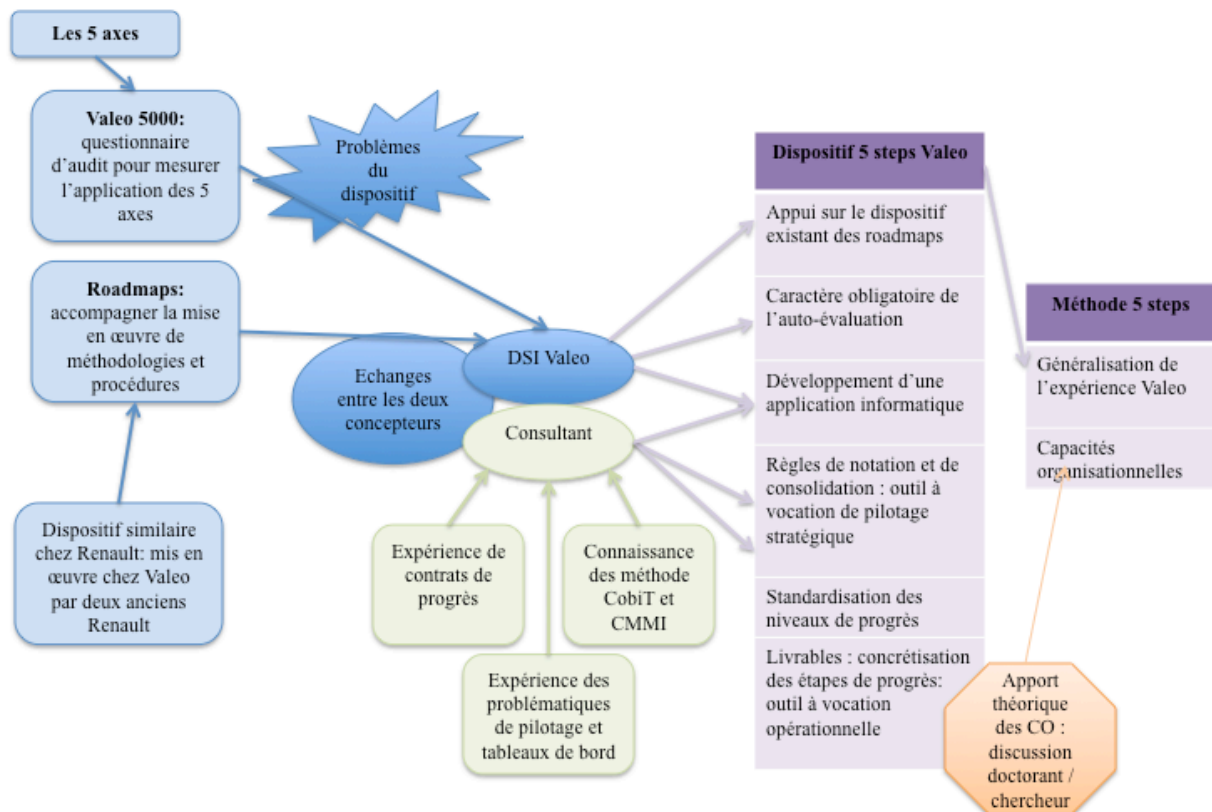 Les 5 axes
Valeo 5000:
questionnaire
d'audit pour mesurer
l'application des 5
axes
Problèmes
du
dispositif
Roadmaps:
accompagner la mise
en œuvre de
méthodologies et
procédures
Dispositif similaire
chez Renault: mis en
œuvre chez Valeo
par deux anciens
Renault
Echanges
entre les deux
concepteurs
DSI Valeo
Consultant
Expérience de
contrats de
progrès
Connaissance
des méthode
CobiT et
CMMI
Expérience des
problématiques
de pilotage et
tableaux de bord
Dispositif 5 steps Valeo
Appui sur le dispositif
existant des roadmaps
Caractère obligatoire de
l'auto-évaluation
Développement d'une
application informatique
Règles de notation et de
consolidation : outil à
vocation de pilotage
stratégique
Standardisation des
niveaux de progrès
Livrables : concrétisation
des étapes de progrès:
outil à vocation
opérationnelle
Méthode 5 steps
Généralisation de
l'expérience Valeo
Capacités
organisationnelles
Apport
théorique
des CO :
discussion
doctorant /
chercheur